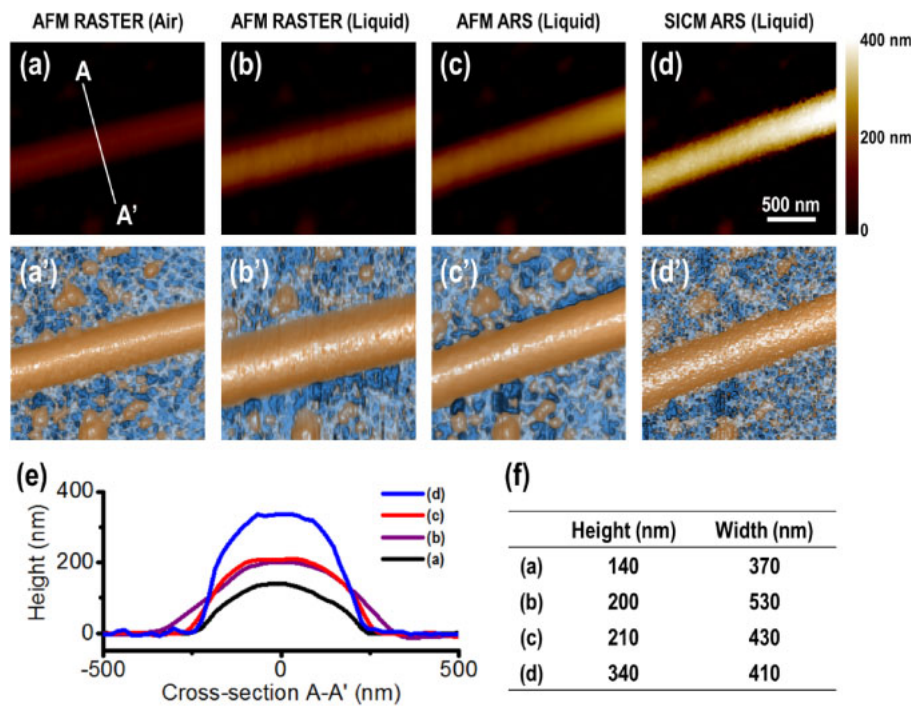 AFM RASTER (Air) AFM RASTER (Liquid) AFM ARS (Liquid) SICM ARS (Liquid)
(a) (b) (c) (d)
A
A'
400 nm
200 nm
0
500 nm
(a') (b') (c') (d')
(e)
Height (nm)
400
200
0
-500 0 500
Cross-section A-A' (nm)
(d)
(c)
(b)
(a)
(f)
Height (nm) Width (nm)
(a) 140 370
(b) 200 530
(c) 210 430
(d) 340 410